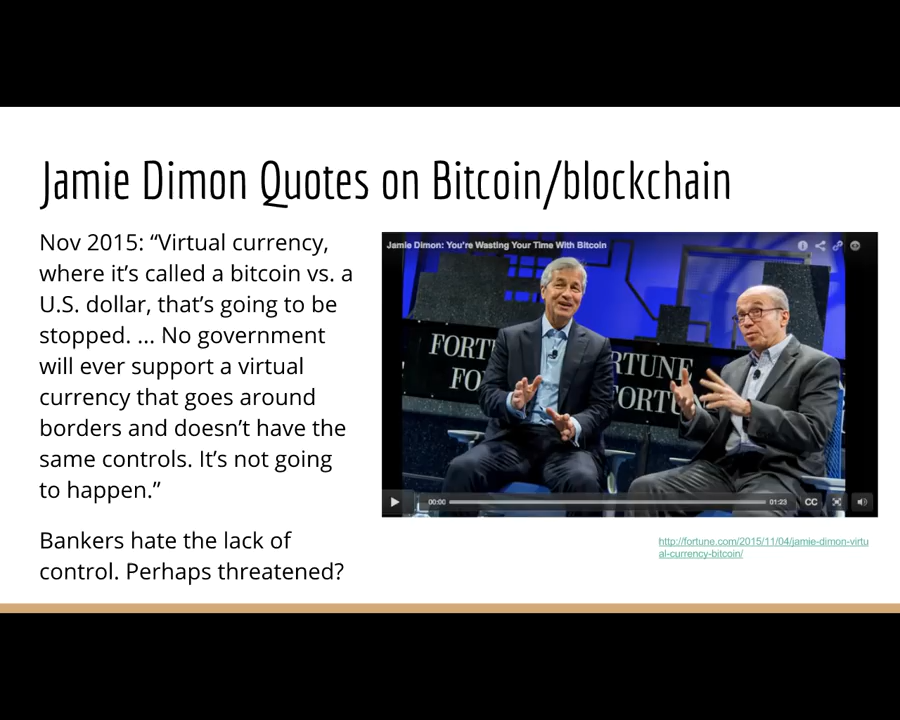 Jamie Dimon Quotes on Bitcoin/blockchain
Nov 2015: “Virtual currency,
where it’s called a bitcoin vs. a
U.S. dollar, that’s going to be
stopped. ... No government
will ever support a virtual
currency that goes around
borders and doesn’t have the
same controls. It’s not going
to happen.”
Bankers hate the lack of
control. Perhaps threatened?
Jamie Dimon: You're Wasting Your Time With Bitcoin
FORT
FO
RTUNE
FORTU
00:00
01:23
CC
http://fortune.com/2015/11/04/jamie-dimon-virtu
al-currency-bitcoin/